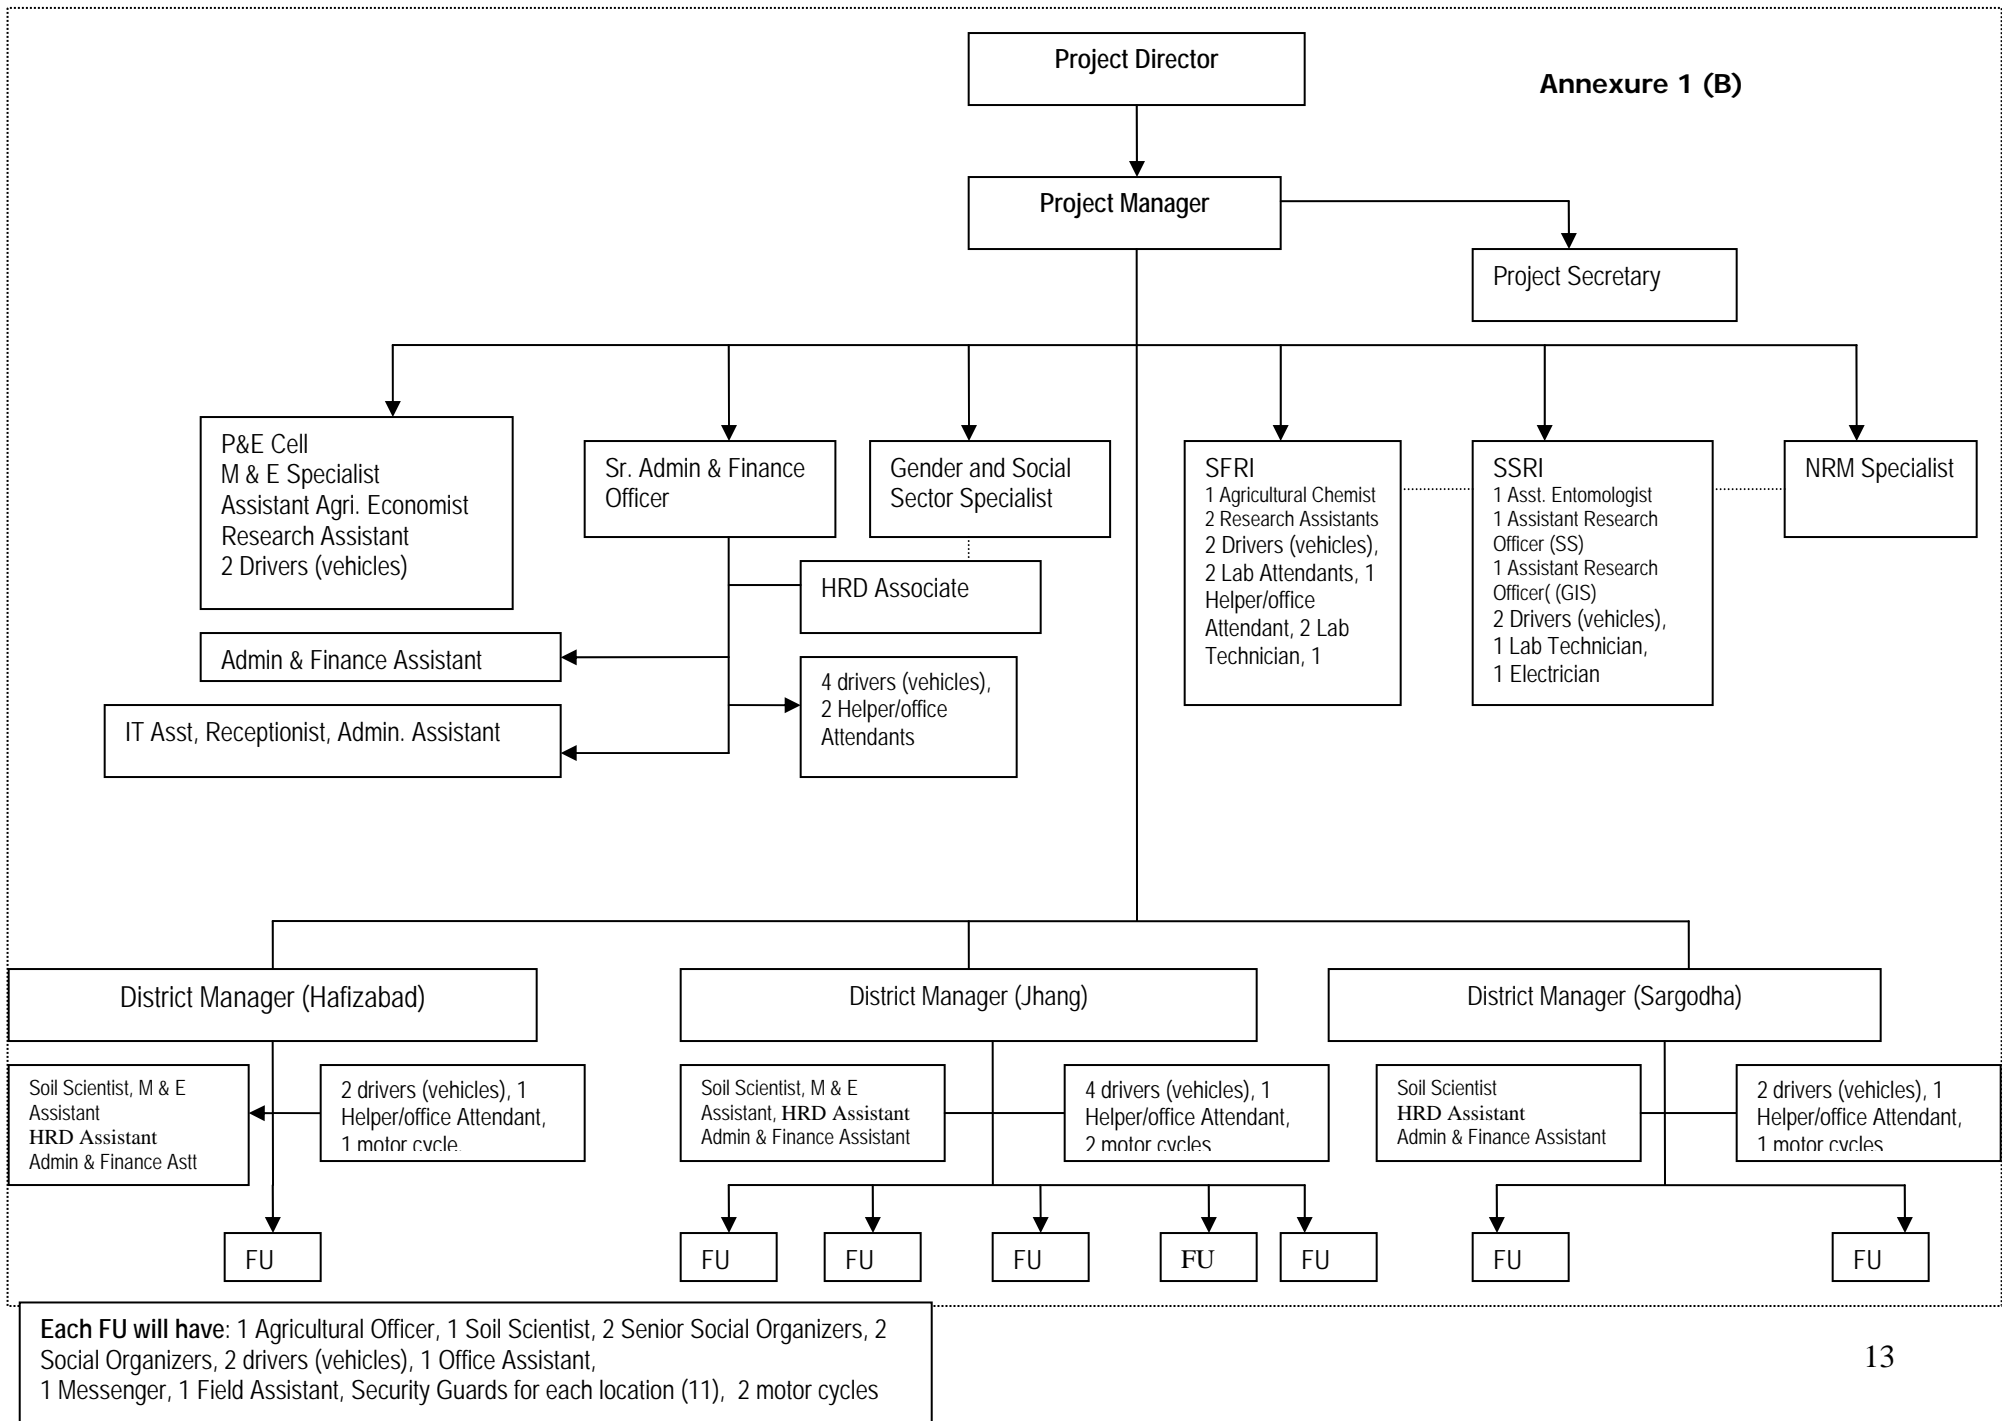 Project Director
Annexure 1 (B)
Project Manager
Project Secretary
P&E Cell
M & E Specialist
Assistant Agri. Economist
Research Assistant
2 Drivers (vehicles)
Sr. Admin & Finance
Officer
Gender and Social
Sector Specialist
SFRI
1 Agricultural Chemist
2 Research Assistants
2 Drivers (vehicles),
2 Lab Attendants, 1
Helper/office
Attendant, 2 Lab
Technician, 1
SSRI
1 Asst. Entomologist
1 Assistant Research
Officer (SS)
1 Assistant Research
Officer( (GIS)
2 Drivers (vehicles),
1 Lab Technician,
1 Electrician
NRM Specialist
HRD Associate
Admin & Finance Assistant
4 drivers (vehicles),
2 Helper/office
Attendants
IT Asst, Receptionist, Admin. Assistant
District Manager (Hafizabad)
District Manager (Jhang)
District Manager (Sargodha)
Soil Scientist, M & E
Assistant
HRD Assistant
Admin & Finance Astt
2 drivers (vehicles), 1
Helper/office Attendant,
1 motor cycle.
Soil Scientist, M & E
Assistant, HRD Assistant
Admin & Finance Assistant
4 drivers (vehicles), 1
Helper/office Attendant,
2 motor cycles
Soil Scientist
HRD Assistant
Admin & Finance Assistant
2 drivers (vehicles), 1
Helper/office Attendant,
1 motor cycles
FU
FU
FU
FU
FU
FU
FU
FU
Each FU will have: 1 Agricultural Officer, 1 Soil Scientist, 2 Senior Social Organizers, 2
Social Organizers, 2 drivers (vehicles), 1 Office Assistant,
1 Messenger, 1 Field Assistant, Security Guards for each location (11), 2 motor cycles
13